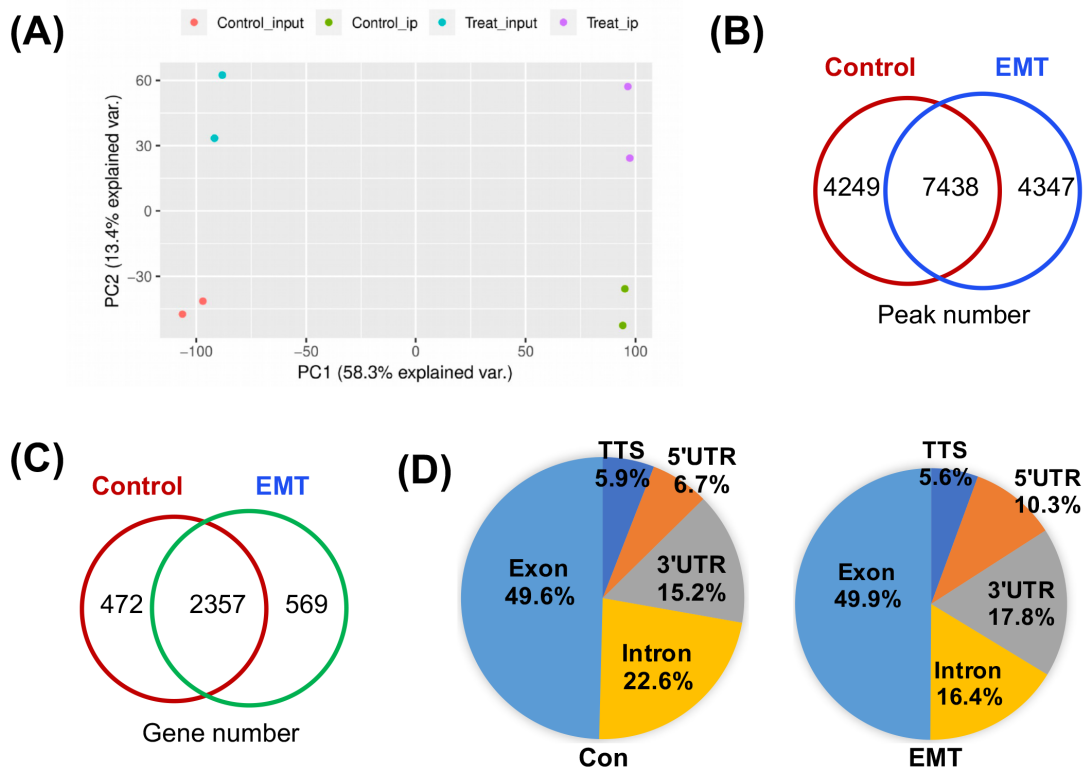 (A)
Control_input Control_ip Treat_input Treat_ip
60
30
0
−30
PC2 (13.4% explained var.)
−100 −50 0 50 100
PC1 (58.3% explained var.)
(B)
Control EMT
4249 7438 4347
Peak number
(C)
Control EMT
472 2357 569
Gene number
(D)
TTS
5.9%
5'UTR
6.7%
3'UTR
15.2%
Intron
22.6%
Exon
49.6%
Con
TTS
5.6%
5'UTR
10.3%
3'UTR
17.8%
Intron
16.4%
Exon
49.9%
EMT